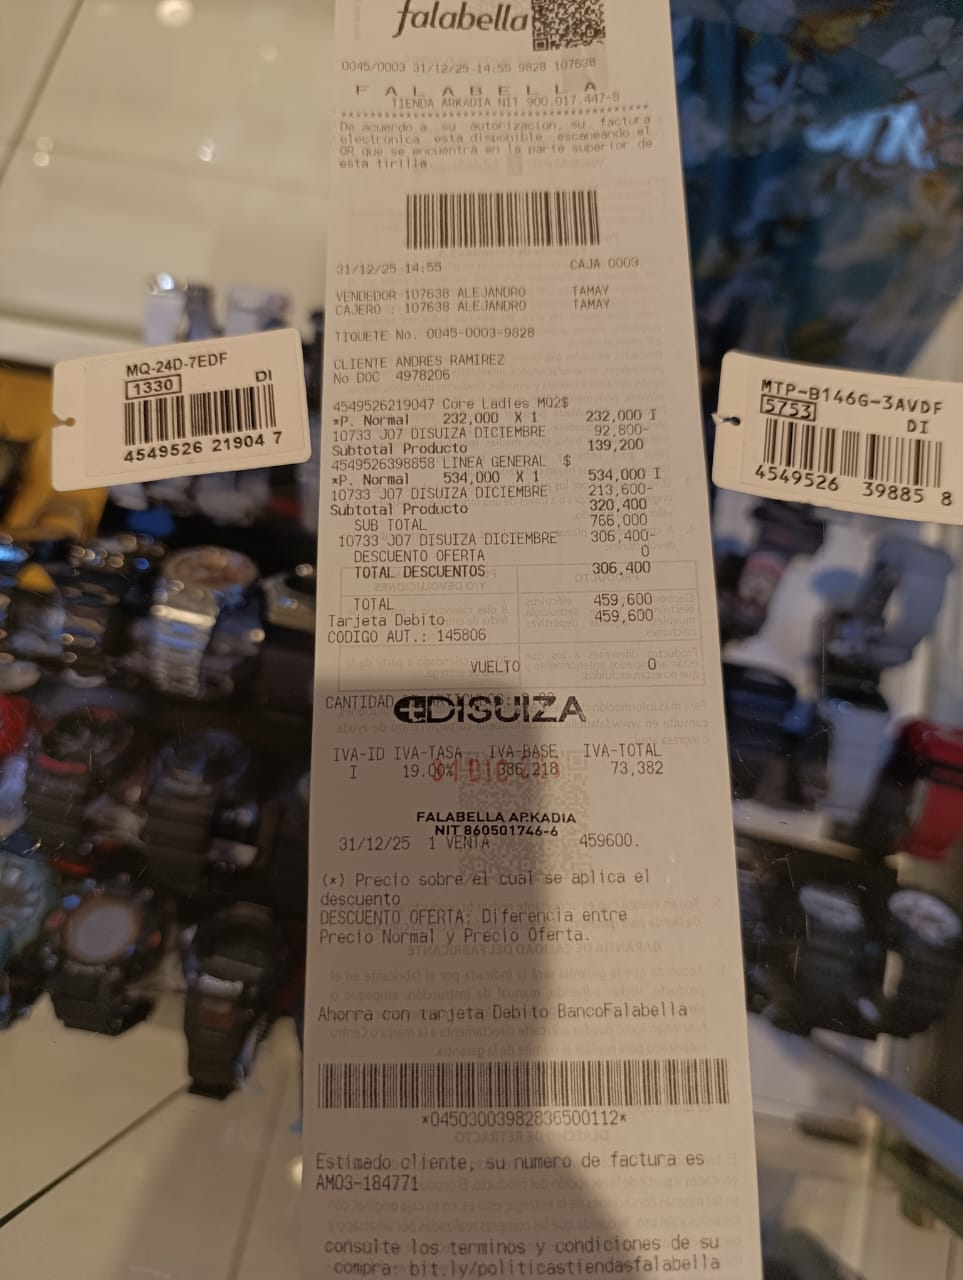 falabella
0045/0003 31/12/25 14:55 9828 107638
F A L A B E L L A
TIENDA ARKADIA NIT 900.017.447-8
De acuerdo a su autorizacion, su factura
electronica esta disponible, escaneando el
QR que se encuentra en la parte superior de
esta tirilla.
31/12/25 14:55 CAJA 0003
VENDEDOR 107638 ALEJANDRO TAMAY
CAJERO : 107638 ALEJANDRO TAMAY
TIQUETE No. 0045-0003-9828
CLIENTE ANDRES RAMIREZ
No DOC 4978206
4549526219047 Core Ladies MQ2$
*P. Normal 232,000 X 1 232,000 I
10733 J07 DISUIZA DICIEMBRE 92,800-
Subtotal Producto 139,200
4549526398858 LINEA GENERAL $
*P. Normal 534,000 X 1 534,000 I
10733 J07 DISUIZA DICIEMBRE 213,600-
Subtotal Producto 320,400
SUB TOTAL 766,000
10733 J07 DISUIZA DICIEMBRE 306,400-
DESCUENTO OFERTA 0
TOTAL DESCUENTOS 306,400
TOTAL 459,600
Tarjeta Debito 459,600
CODIGO AUT.: 145806
VUELTO 0
CANTIDAD
DISUIZA
IVA-ID IVA-TASA IVA-BASE IVA-TOTAL
I 19.00% 386,218 73,382
FALABELLA ARKADIA
NIT 860501746-6
31/12/25 1 VENTA 459600.
(*) Precio sobre el cual se aplica el
descuento
DESCUENTO OFERTA: Diferencia entre
Precio Normal y Precio Oferta.
Ahorra con tarjeta Debito BancoFalabella
*04503003982836500112*
Estimado cliente, su numero de factura es
AM03-184771
consulte los terminos y condiciones de su
compra: bit.ly/politicastiendasfalabella
MQ-24D-7EDF
1330 DI
4549526 21904 7
MTP-B146G-3AVDF
5753 DI
4549526 39885 8